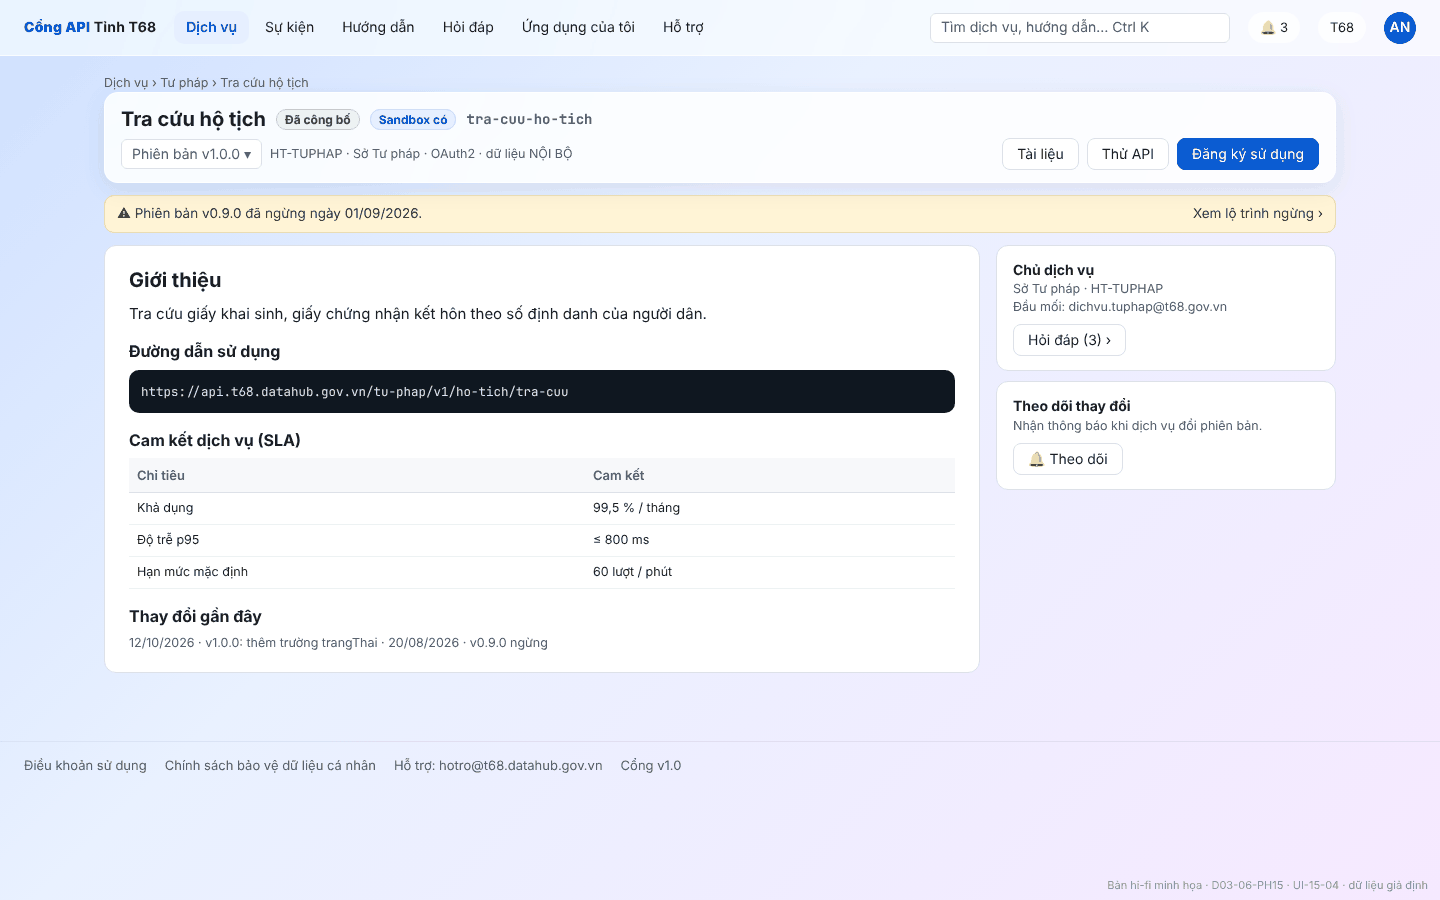 Cổng API Tỉnh T68 Dịch vụ Sự kiện Hướng dẫn Hỏi đáp Ứng dụng của tôi Hỗ trợ Tìm dịch vụ, hướng dẫn... Ctrl K 🔔 3 T68 AN
Dịch vụ › Tư pháp › Tra cứu hộ tịch
Tra cứu hộ tịch Đã công bố Sandbox có tra-cuu-ho-tich
Phiên bản v1.0.0 ▾ HT-TUPHAP · Sở Tư pháp · OAuth2 · dữ liệu NỘI BỘ Tài liệu Thử API Đăng ký sử dụng
⚠ Phiên bản v0.9.0 đã ngừng ngày 01/09/2026. Xem lộ trình ngừng ›
Giới thiệu
Tra cứu giấy khai sinh, giấy chứng nhận kết hôn theo số định danh của người dân.
Đường dẫn sử dụng
https://api.t68.datahub.gov.vn/tu-phap/v1/ho-tich/tra-cuu
Cam kết dịch vụ (SLA)
Chỉ tiêu Cam kết
Khả dụng 99,5 % / tháng
Độ trễ p95 ≤ 800 ms
Hạn mức mặc định 60 lượt / phút
Thay đổi gần đây
12/10/2026 · v1.0.0: thêm trường trangThai · 20/08/2026 · v0.9.0 ngừng
Chủ dịch vụ
Sở Tư pháp · HT-TUPHAP
Đầu mối: dichvu.tuphap@t68.gov.vn
Hỏi đáp (3) ›
Theo dõi thay đổi
Nhận thông báo khi dịch vụ đổi phiên bản.
🔔 Theo dõi
Điều khoản sử dụng Chính sách bảo vệ dữ liệu cá nhân Hỗ trợ: hotro@t68.datahub.gov.vn Cổng v1.0
Bản hi-fi minh họa · D03-06-PH15 · UI-15-04 · dữ liệu giả định